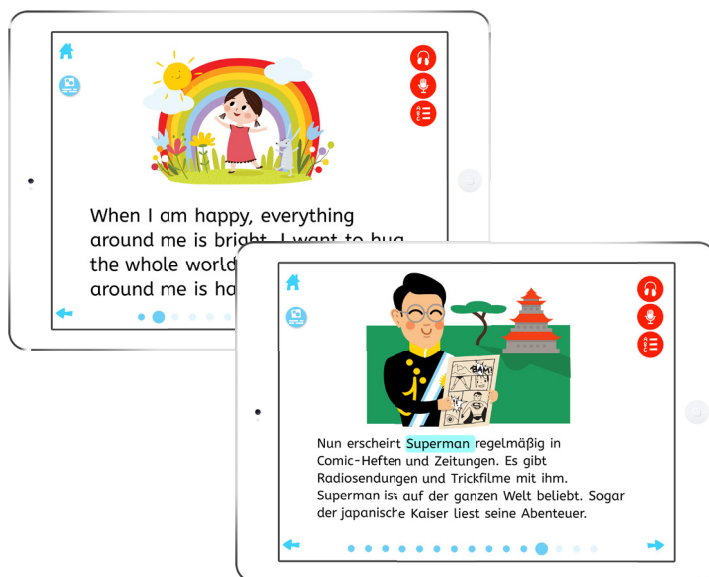 When I am happy, everything
around me is bright. I want to hug
the whole world
around me is
BAM!
Nun erscheint Superman regelmäßig in
Comic-Heften und Zeitungen. Es gibt
Radiosendungen und Trickfilme mit ihm.
Superman ist auf der ganzen Welt beliebt. Sogar
der japanische Kaiser liest seine Abenteuer.